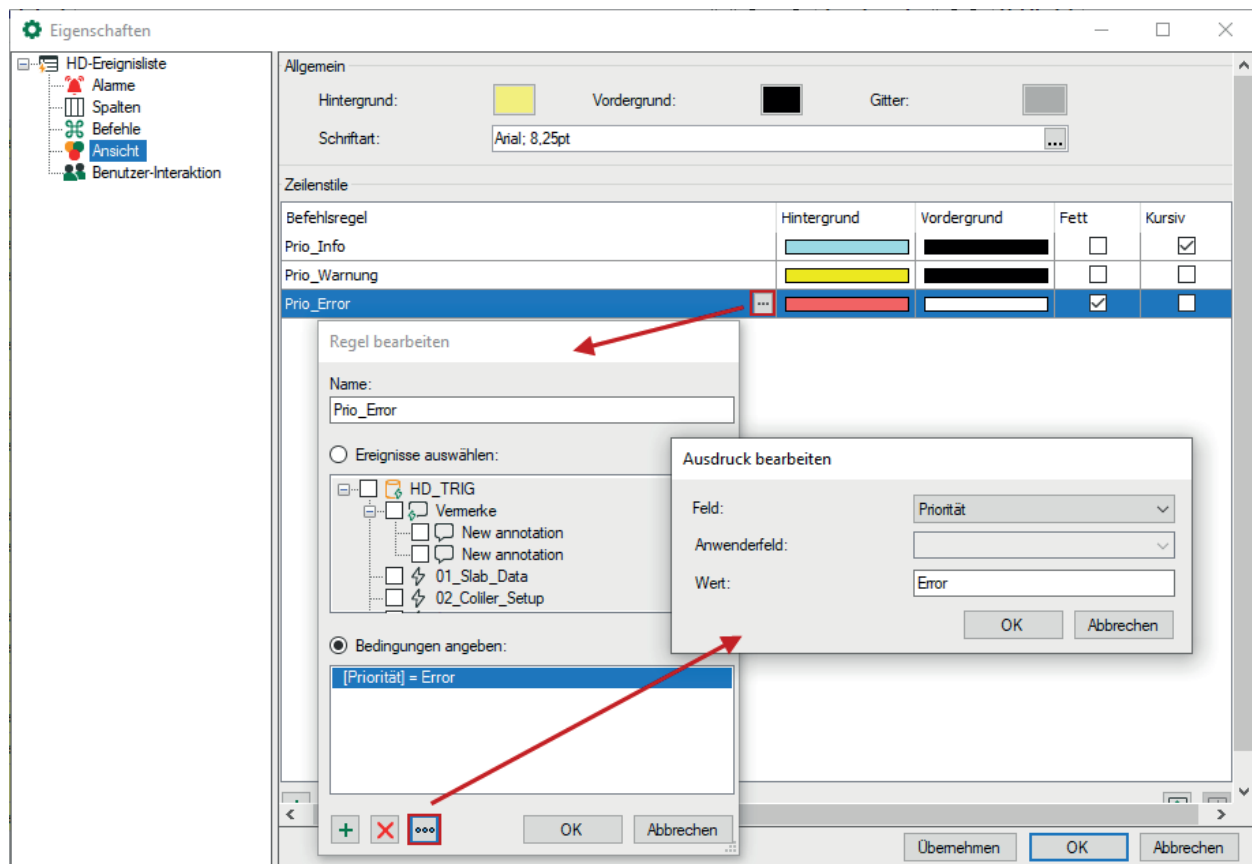 Eigenschaften
HD-Ereignisliste
Alarme
Spalten
Befehle
Ansicht
Benutzer-Interaktion
Allgemein
Hintergrund: Vordergrund: Gitter:
Schriftart: Arial; 8,25pt ...
Zeilenstile
Befehlsregel Hintergrund Vordergrund Fett Kursiv
Prio_Info
Prio_Warnung
Prio_Error ...
Regel bearbeiten
Name:
Prio_Error
Ereignisse auswählen:
HD_TRIG
Vermerke
New annotation
New annotation
01_Slab_Data
02_Coliler_Setup
Bedingungen angeben:
[Priorität] = Error
OK Abbrechen
Ausdruck bearbeiten
Feld: Priorität
Anwenderfeld:
Wert: Error
OK Abbrechen
Übernehmen OK Abbrechen